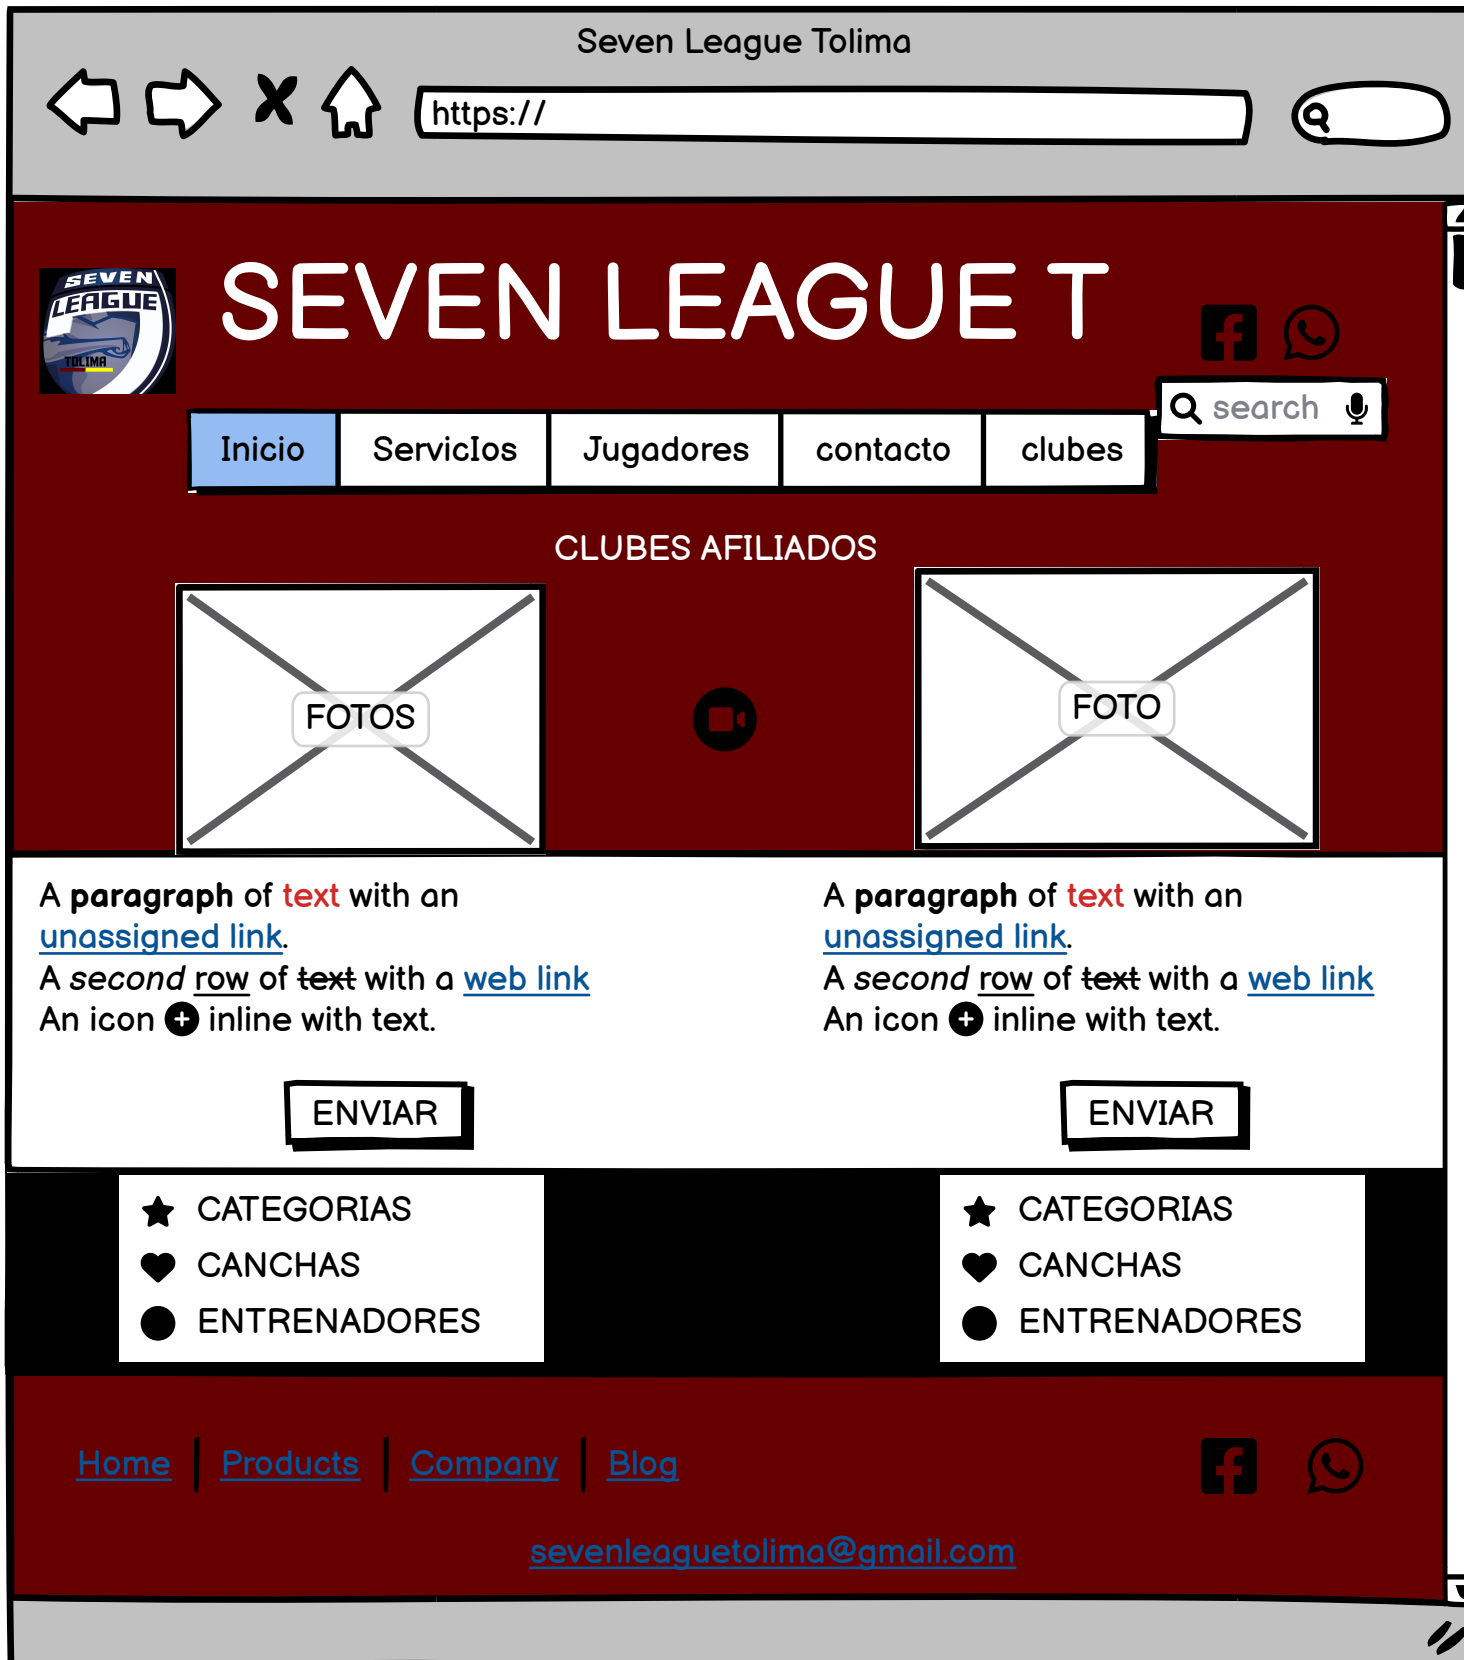 Seven League Tolima
https://
SEVEN
LEAGUE
TOLIMA
SEVEN LEAGUE T
search
Inicio ServicIos Jugadores contacto clubes
CLUBES AFILIADOS
FOTOS
FOTO
A paragraph of text with an
unassigned link.
A second row of text with a web link
An icon inline with text.
A paragraph of text with an
unassigned link.
A second row of text with a web link
An icon inline with text.
ENVIAR
ENVIAR
CATEGORIAS
CANCHAS
ENTRENADORES
CATEGORIAS
CANCHAS
ENTRENADORES
Home Products Company Blog
sevenleaguetolima@gmail.com